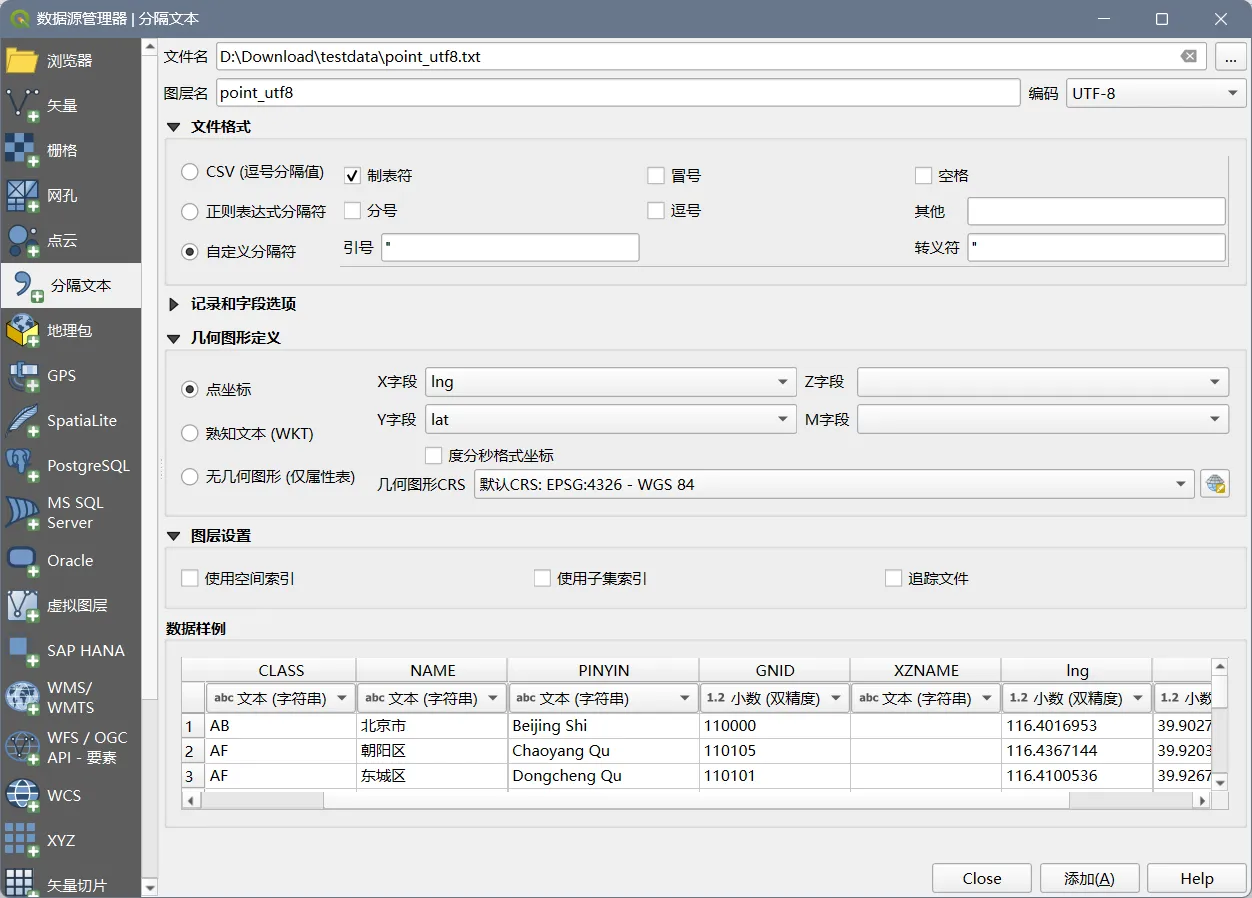 数据源管理器 | 分隔文本
浏览器
矢量
栅格
网孔
点云
分隔文本
地理包
GPS
SpatiaLite
PostgreSQL
MS SQL
Server
Oracle
虚拟图层
SAP HANA
WMS/
WMTS
WFS / OGC
API - 要素
WCS
XYZ
矢量切片
文件名 D:\Download\testdata\point_utf8.txt ...
图层名 point_utf8 编码 UTF-8
文件格式
CSV (逗号分隔值) 制表符 冒号 空格
正则表达式分隔符 分号 逗号 其他
自定义分隔符 引号 " 转义符 "
记录和字段选项
几何图形定义
点坐标 X字段 lng Z字段
Y字段 lat M字段
熟知文本 (WKT)
度分秒格式坐标
无几何图形 (仅属性表) 几何图形CRS 默认CRS: EPSG:4326 - WGS 84
图层设置
使用空间索引 使用子集索引 追踪文件
数据样例
CLASS NAME PINYIN GNID XZNAME lng
abc 文本 (字符串) abc 文本 (字符串) abc 文本 (字符串) 1.2 小数 (双精度) abc 文本 (字符串) 1.2 小数 (双精度) 1.2 小数
1 AB 北京市 Beijing Shi 110000 116.4016953 39.9027
2 AF 朝阳区 Chaoyang Qu 110105 116.4367144 39.9203
3 AF 东城区 Dongcheng Qu 110101 116.4100536 39.9267
Close 添加(A) Help